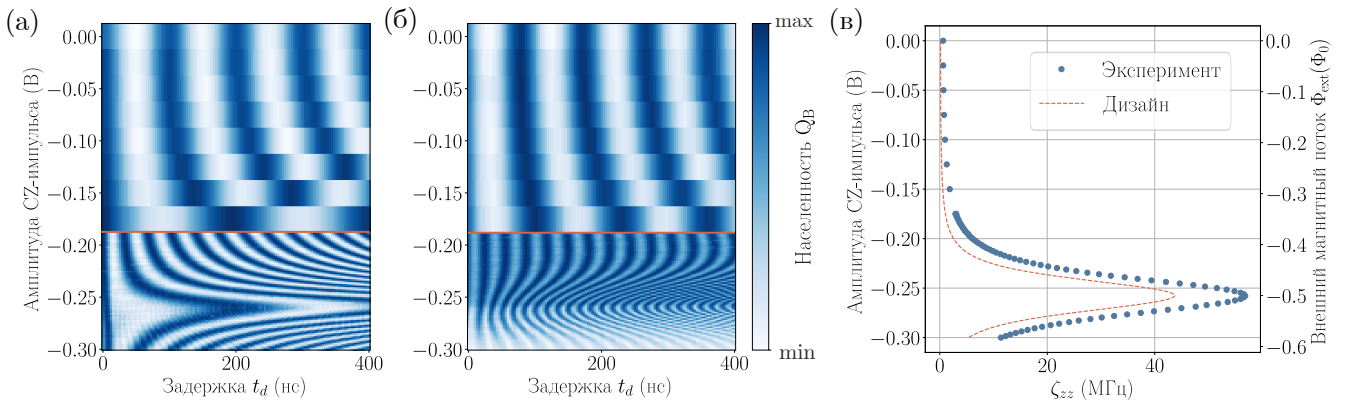 (а)
Амплитуда CZ-импульса (В)
0.00
−0.05
−0.10
−0.15
−0.20
−0.25
−0.30
0
200
400
Задержка t_d (нс)
(б)
0.00
−0.05
−0.10
−0.15
−0.20
−0.25
−0.30
0
200
400
Задержка t_d (нс)
max
min
Населенность Q_B
(в)
Амплитуда CZ-импульса (В)
0.00
−0.05
−0.10
−0.15
−0.20
−0.25
−0.30
0
20
40
ζ_zz (МГц)
Эксперимент
Дизайн
0.0
−0.1
−0.2
−0.3
−0.4
−0.5
−0.6
Внешний магнитный поток Φ_ext(Φ_0)